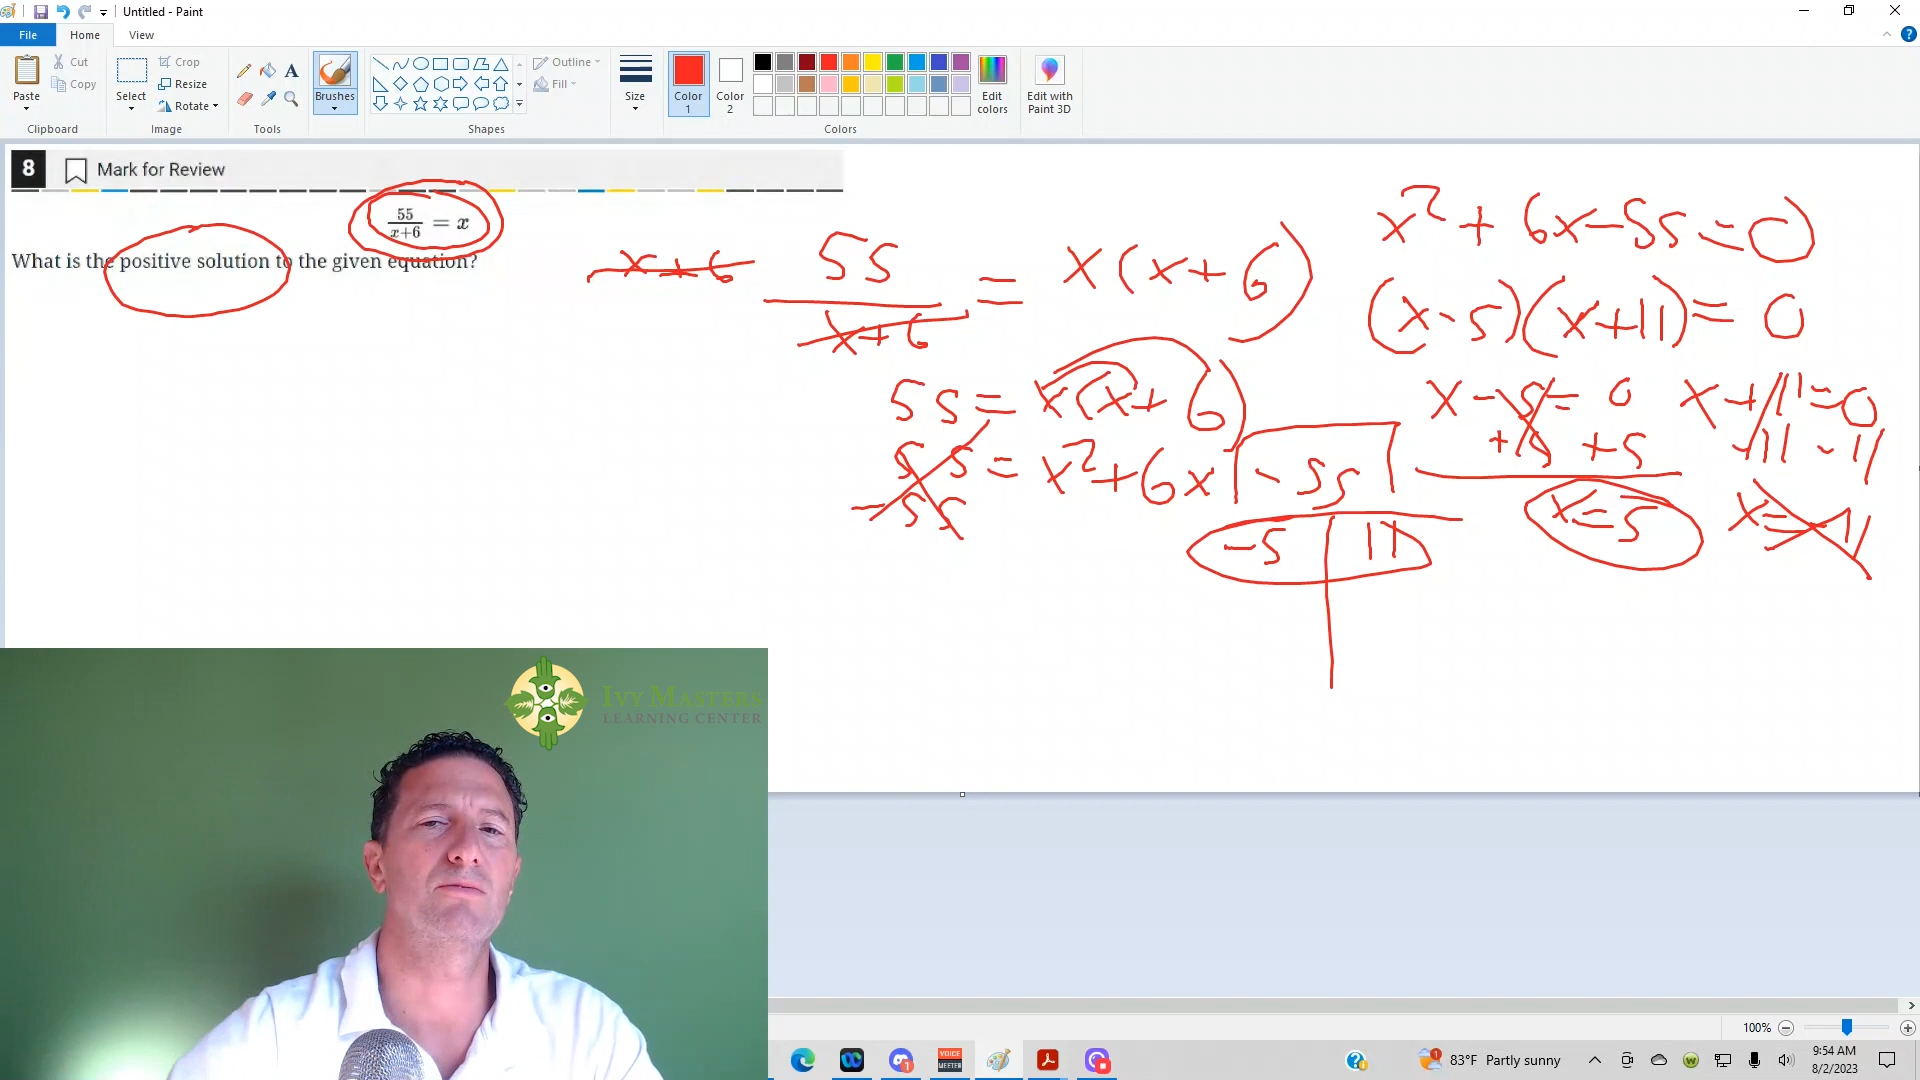 Untitled - Paint
File Home View
Paste Cut Copy Clipboard
Select Crop Resize Rotate Image
Tools
Brushes
Outline Fill Shapes
Size
Color 1 Color 2 Edit colors Colors
Edit with Paint 3D
8 Mark for Review
55/x+6 = x
What is the positive solution to the given equation?
x+6 55/x+6 = x(x+6)
55 = x(x+6)
55 = x²+6x - 55
-55
-5 11
x² + 6x - 55 = 0
(x-5)(x+11) = 0
x - 5 = 0 x + 11 = 0
+5 +5 -11 -11
x = 5 x = -11
IVY MASTERS
LEARNING CENTER
100%
VOICE MEETER
1
1 83°F Partly sunny
9:54 AM
8/2/2023